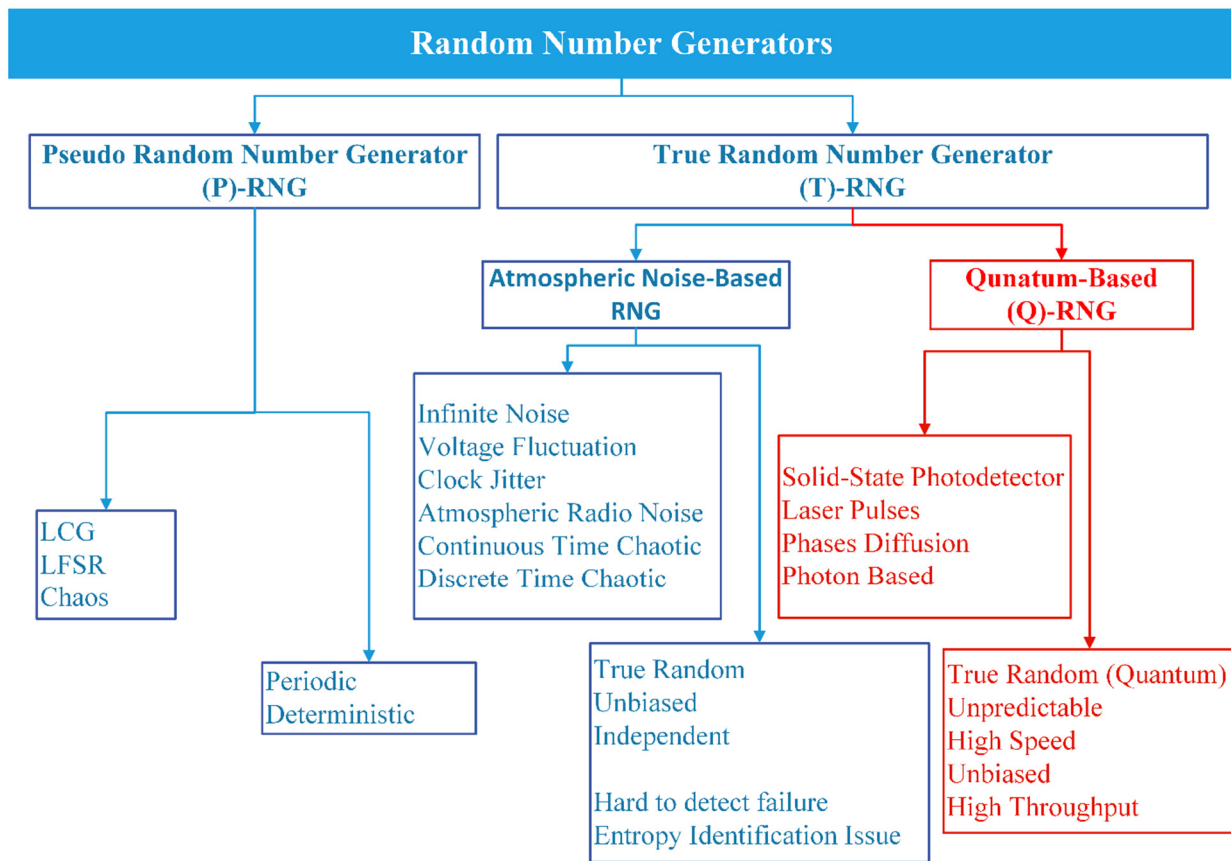 Random Number Generators
Pseudo Random Number Generator
(P)-RNG
True Random Number Generator
(T)-RNG
Atmospheric Noise-Based
RNG
Qunatum-Based
(Q)-RNG
LCG
LFSR
Chaos
Periodic
Deterministic
Infinite Noise
Voltage Fluctuation
Clock Jitter
Atmospheric Radio Noise
Continuous Time Chaotic
Discrete Time Chaotic
True Random
Unbiased
Independent
Hard to detect failure
Entropy Identification Issue
Solid-State Photodetector
Laser Pulses
Phases Diffusion
Photon Based
True Random (Quantum)
Unpredictable
High Speed
Unbiased
High Throughput